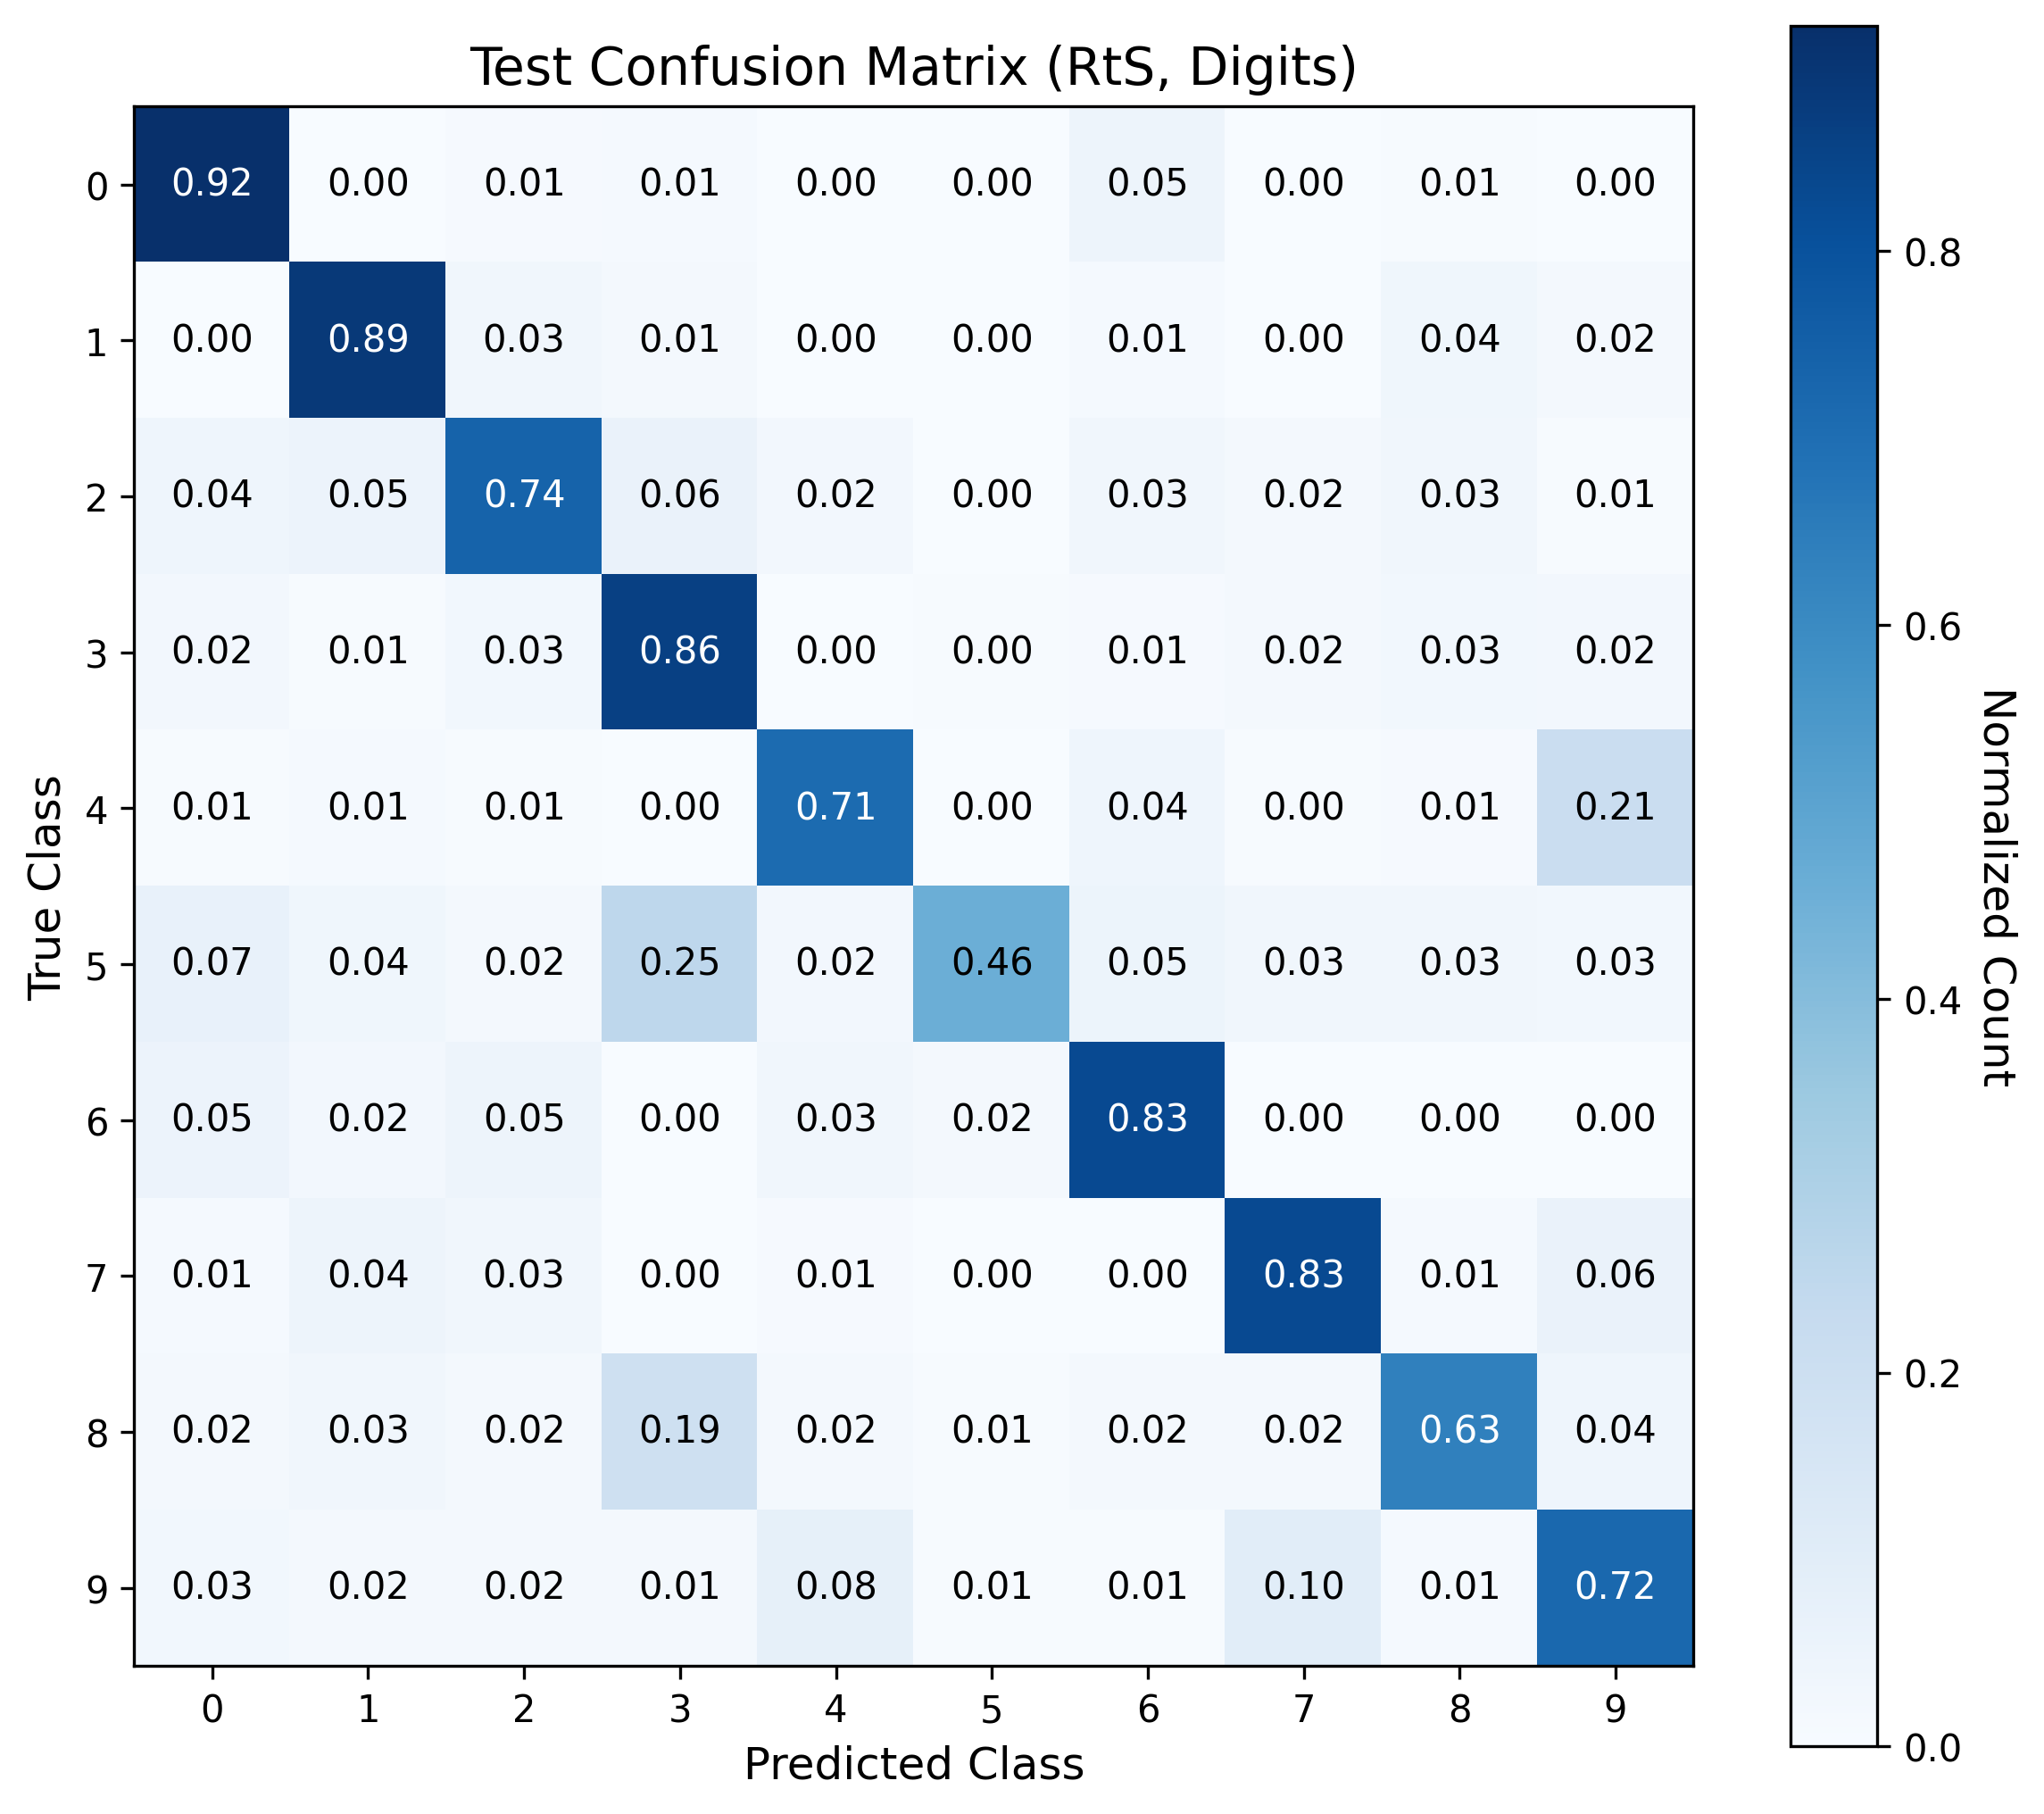 Test Confusion Matrix (RtS, Digits)
0 0.92 0.00 0.01 0.01 0.00 0.00 0.05 0.00 0.01 0.00
1 0.00 0.89 0.03 0.01 0.00 0.00 0.01 0.00 0.04 0.02
2 0.04 0.05 0.74 0.06 0.02 0.00 0.03 0.02 0.03 0.01
3 0.02 0.01 0.03 0.86 0.00 0.00 0.01 0.02 0.03 0.02
4 0.01 0.01 0.01 0.00 0.71 0.00 0.04 0.00 0.01 0.21
5 0.07 0.04 0.02 0.25 0.02 0.46 0.05 0.03 0.03 0.03
6 0.05 0.02 0.05 0.00 0.03 0.02 0.83 0.00 0.00 0.00
7 0.01 0.04 0.03 0.00 0.01 0.00 0.00 0.83 0.01 0.06
8 0.02 0.03 0.02 0.19 0.02 0.01 0.02 0.02 0.63 0.04
9 0.03 0.02 0.02 0.01 0.08 0.01 0.01 0.10 0.01 0.72
0 1 2 3 4 5 6 7 8 9
Predicted Class
True Class
0.8
0.6
0.4
0.2
0.0
Normalized Count